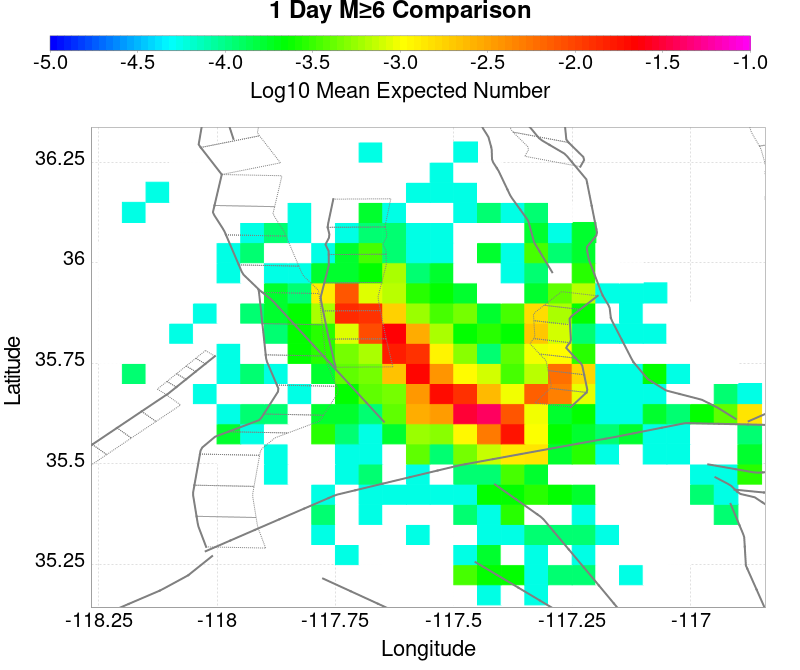 1 Day M≥6 Comparison
-5.0 -4.5 -4.0 -3.5 -3.0 -2.5 -2.0 -1.5 -1.0
Log10 Mean Expected Number
36.25
36
35.75
35.5
35.25
Latitude
-118.25 -118 -117.75 -117.5 -117.25 -117
Longitude